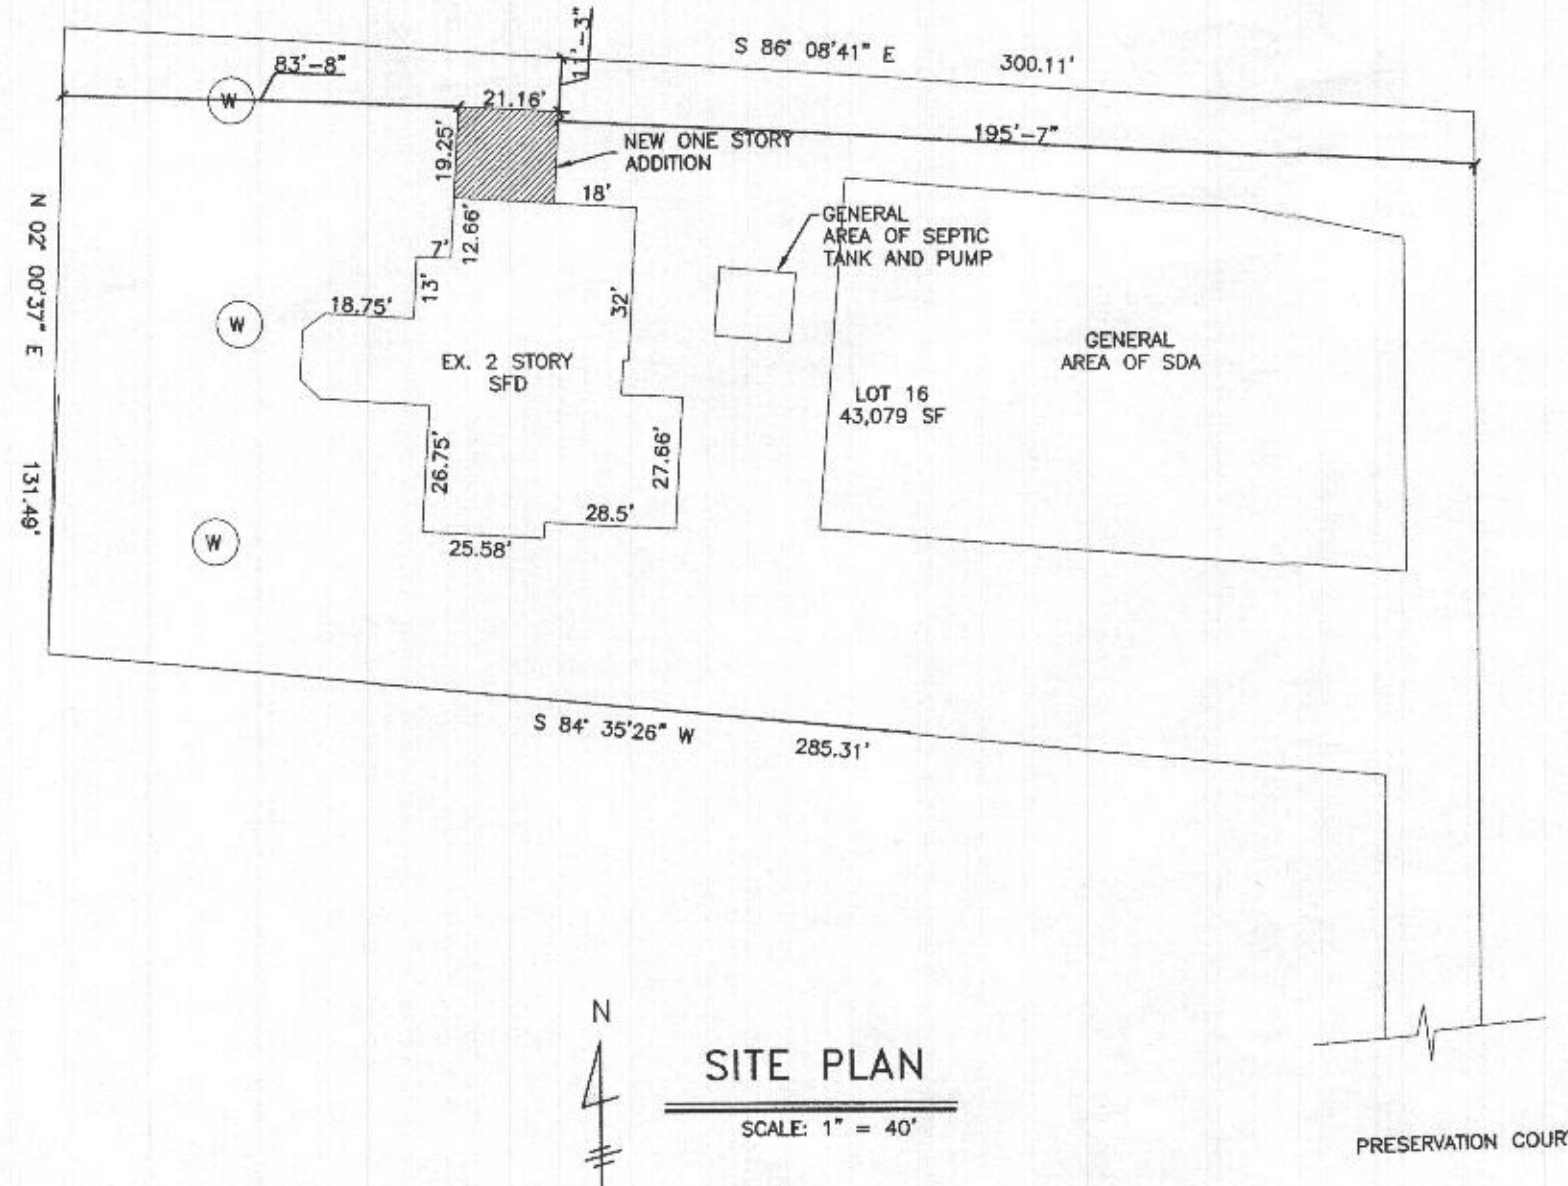 S 86° 08'41" E
300.11'
83'-8"
11'-3"
W
21.16'
19.25'
NEW ONE STORY
ADDITION
195'-7"
18'
12.66'
7'
13'
GENERAL
AREA OF SEPTIC
TANK AND PUMP
N 02° 00'37" E
131.49'
18.75'
32'
W
EX. 2 STORY
SFD
GENERAL
AREA OF SDA
LOT 16
43,079 SF
26.75'
27.66'
28.5'
25.58'
W
S 84° 35'26" W
285.31'
N
SITE PLAN
SCALE: 1" = 40'
PRESERVATION COUR